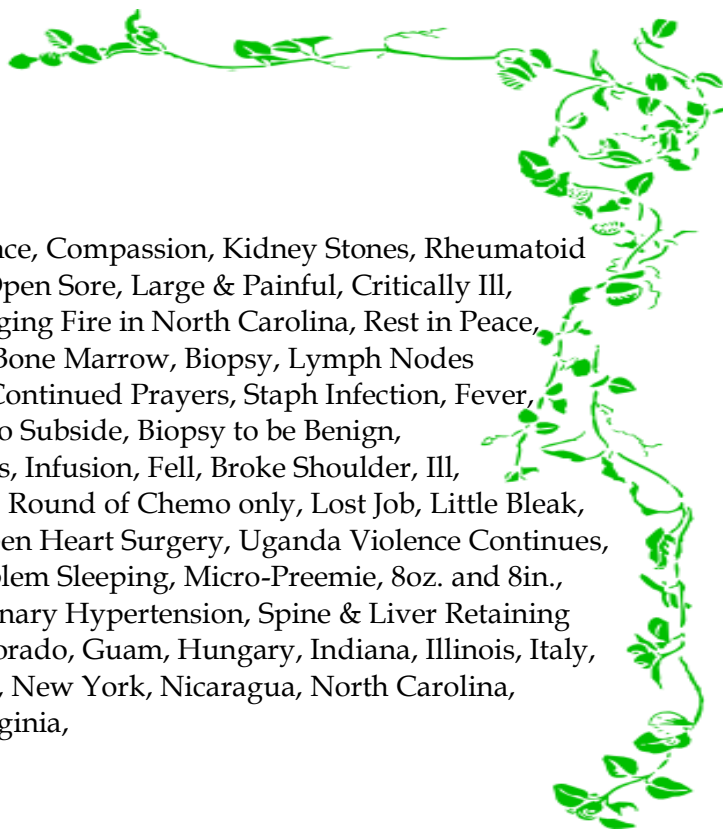 nce, Compassion, Kidney Stones, Rheumatoid
Open Sore, Large & Painful, Critically Ill,
ging Fire in North Carolina, Rest in Peace,
Bone Marrow, Biopsy, Lymph Nodes
Continued Prayers, Staph Infection, Fever,
o Subside, Biopsy to be Benign,
s, Infusion, Fell, Broke Shoulder, Ill,
Round of Chemo only, Lost Job, Little Bleak,
en Heart Surgery, Uganda Violence Continues,
blem Sleeping, Micro-Preemie, 8oz. and 8in.,
nary Hypertension, Spine & Liver Retaining
orado, Guam, Hungary, Indiana, Illinois, Italy,
, New York, Nicaragua, North Carolina,
ginia,